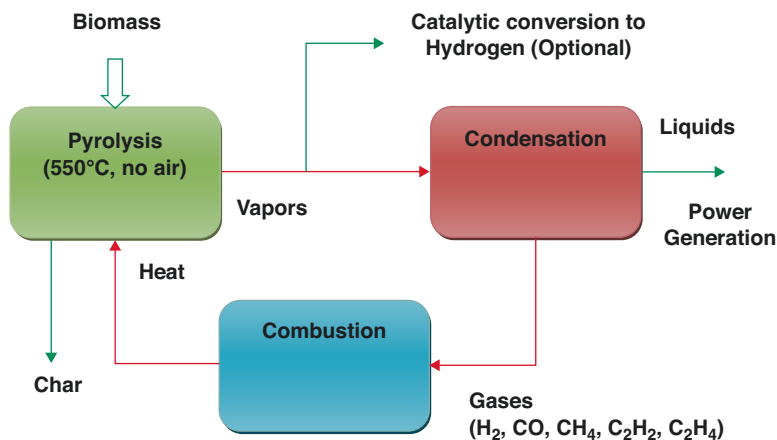 Biomass
Catalytic conversion to
Hydrogen (Optional)
Pyrolysis
(550°C, no air)
Condensation
Liquids
Vapors
Power
Generation
Heat
Combustion
Char
Gases
(H₂, CO, CH₄, C₂H₂, C₂H₄)